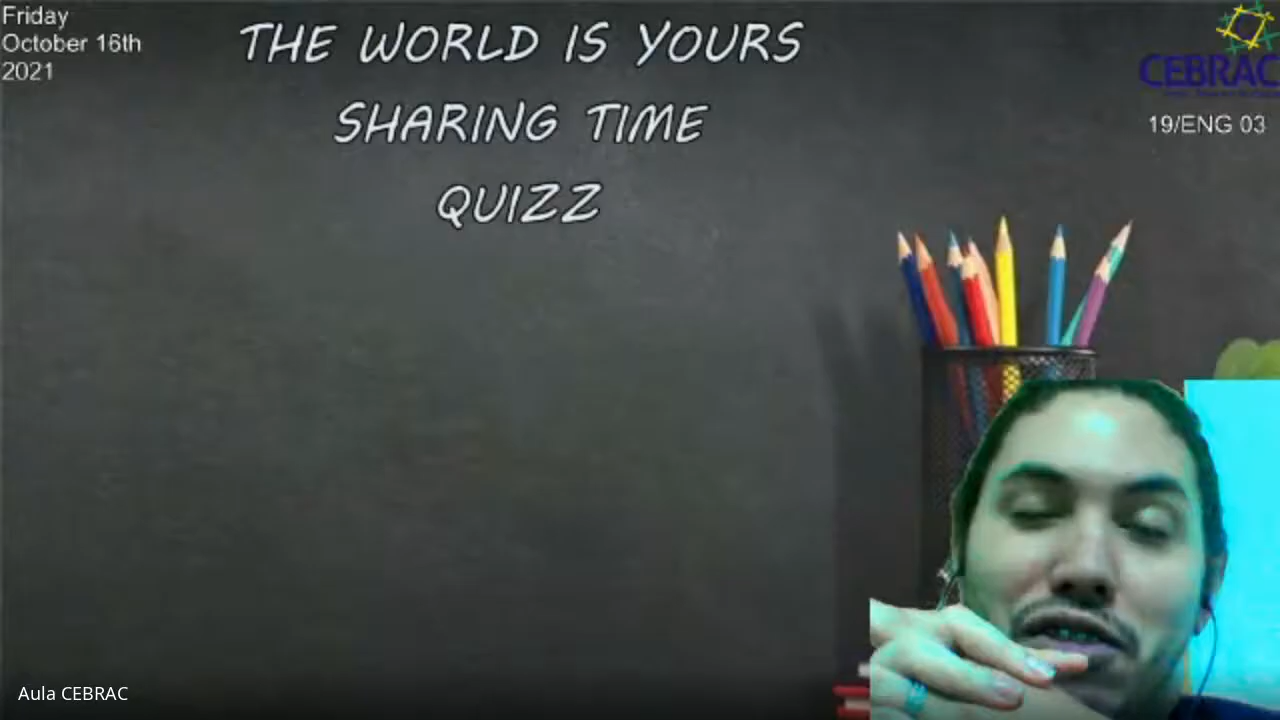 Friday
October 16th
2021
THE WORLD IS YOURS
SHARING TIME
QUIZZ
CEBRAC
19/ENG 03
Aula CEBRAC